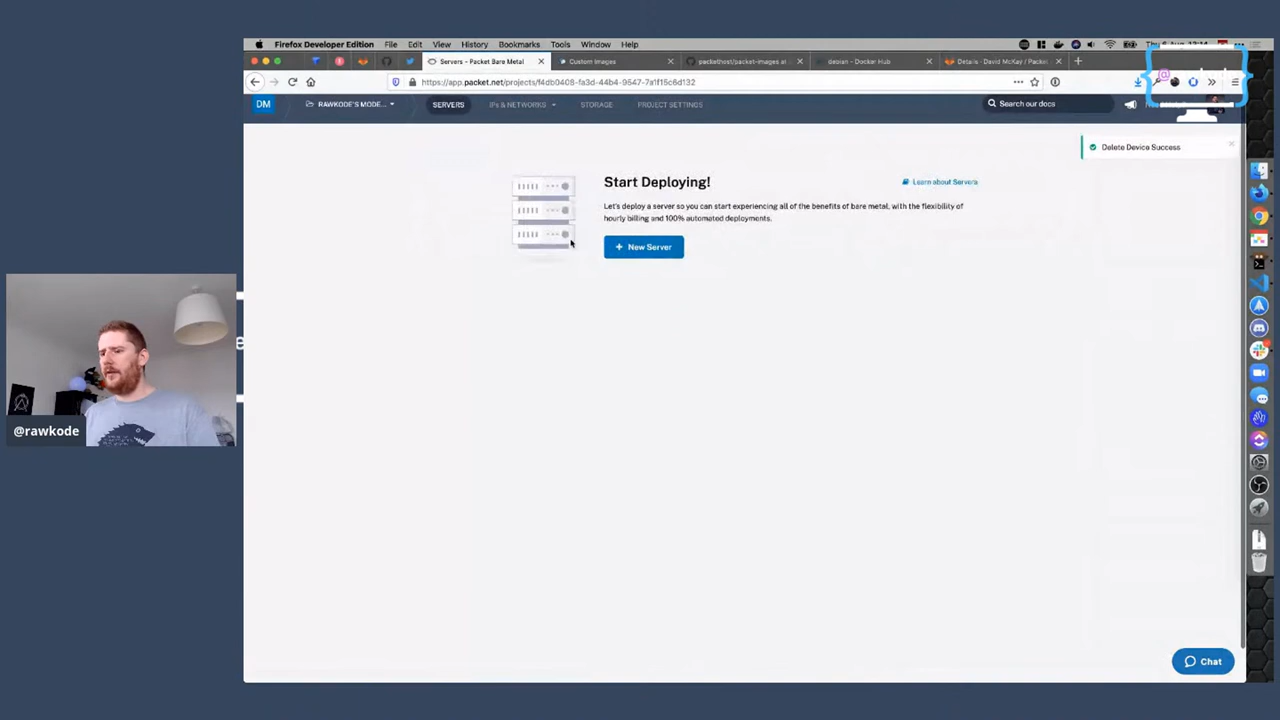 Firefox Developer Edition File Edit View History Bookmarks Tools Window Help
Servers - Packet Bare Metal
Custom Images
packethost/packet-images at
debian - Docker Hub
Details · David McKay / Packet
https://app.packet.net/projects/f4db0408-fa3d-44b4-9547-7a1f15c6d132
DM
RAWKODE'S MODE...
SERVERS
IPs & NETWORKS
STORAGE
PROJECT SETTINGS
Search our docs
Delete Device Success
Start Deploying!
Learn about Servers
Let's deploy a server so you can start experiencing all of the benefits of bare metal, with the flexibility of
hourly billing and 100% automated deployments.
+ New Server
@rawkode
Chat